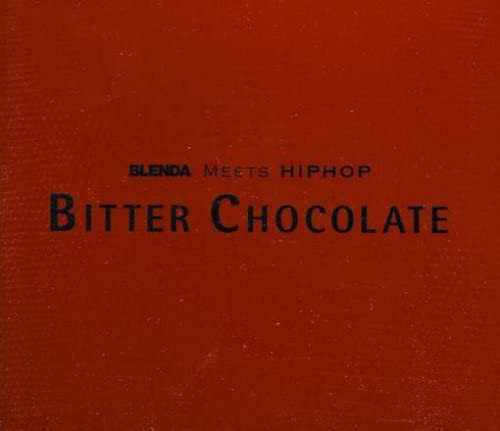 BLENDA MEETS HIPHOP
BITTER CHOCOLATE